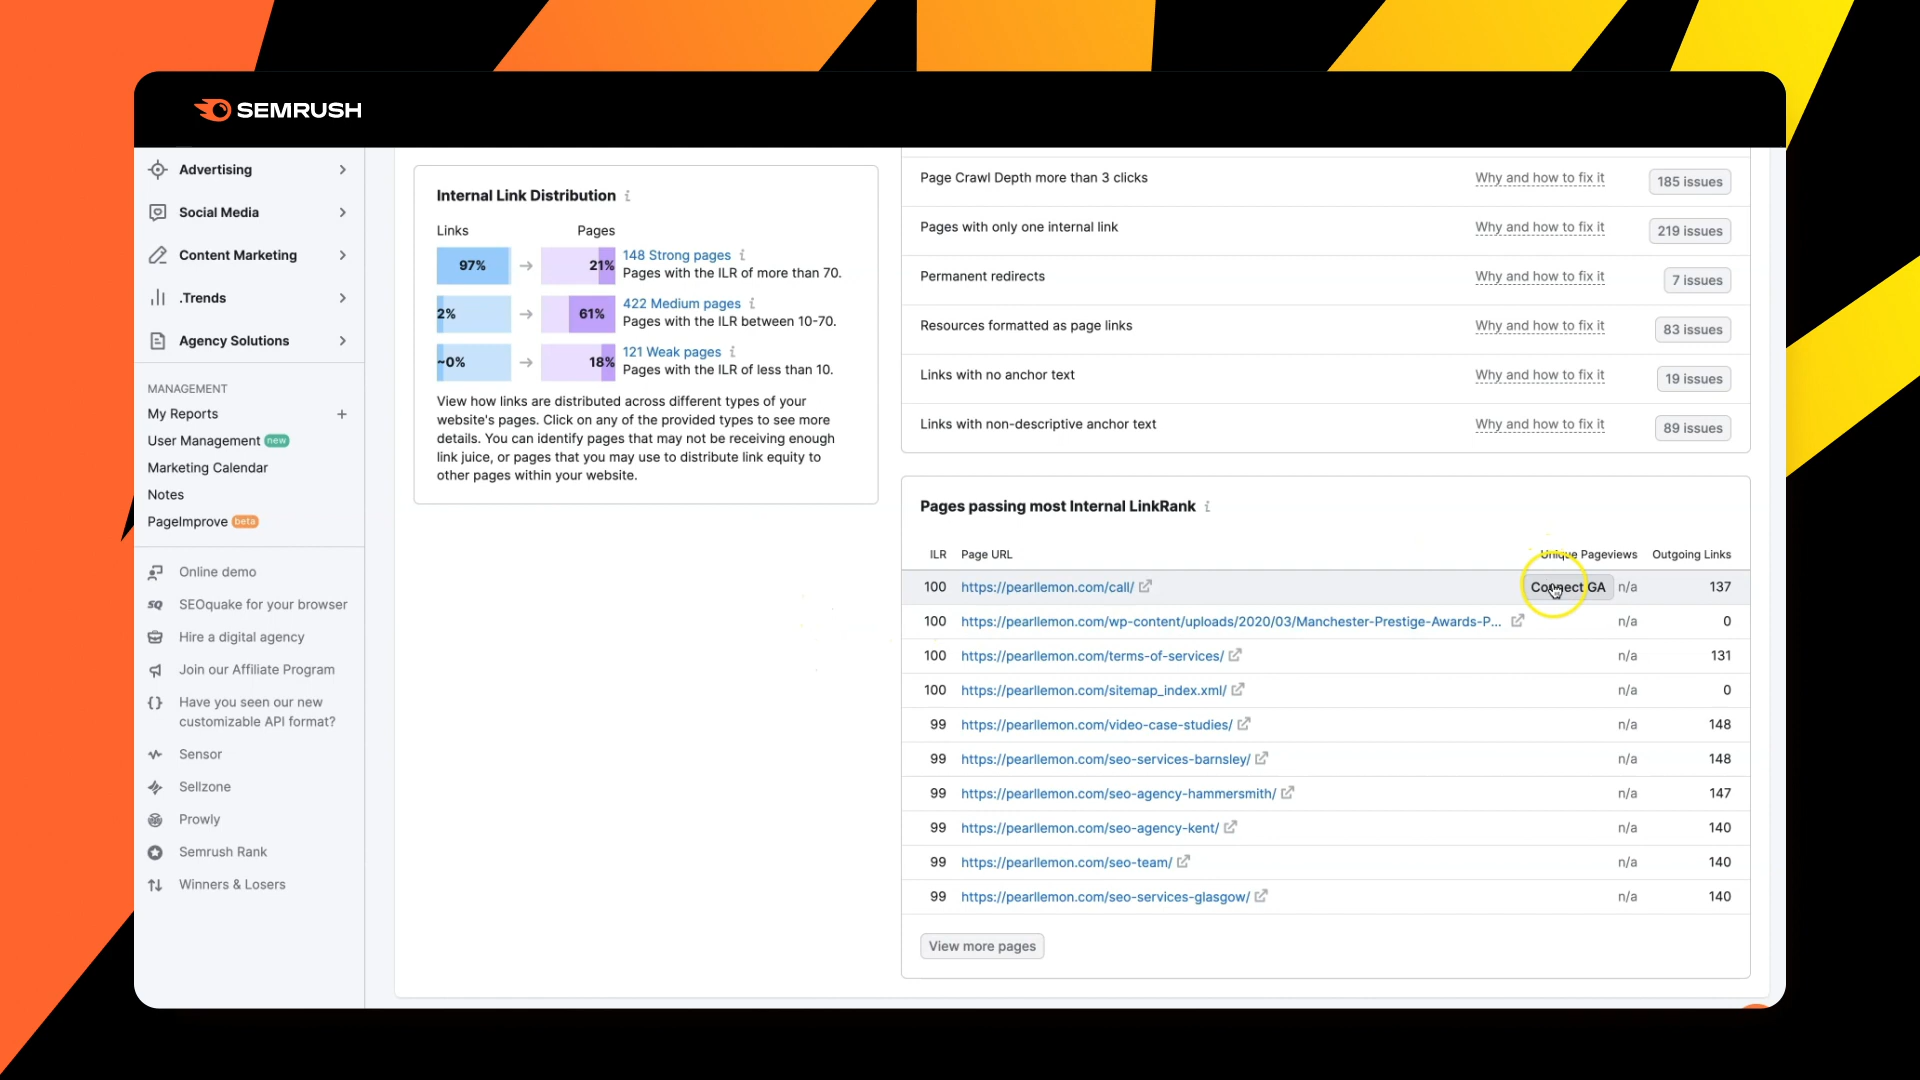 SEMRUSH
Advertising
Social Media
Content Marketing
.Trends
Agency Solutions
MANAGEMENT
My Reports +
User Management new
Marketing Calendar
Notes
PageImprove beta
Online demo
SEOquake for your browser
Hire a digital agency
Join our Affiliate Program
Have you seen our new
customizable API format?
Sensor
Sellzone
Prowly
Semrush Rank
Winners & Losers
Internal Link Distribution i
Links Pages
97% → 21% 148 Strong pages i
Pages with the ILR of more than 70.
2% → 61% 422 Medium pages i
Pages with the ILR between 10-70.
~0% → 18% 121 Weak pages i
Pages with the ILR of less than 10.
View how links are distributed across different types of your
website's pages. Click on any of the provided types to see more
details. You can identify pages that may not be receiving enough
link juice, or pages that you may use to distribute link equity to
other pages within your website.
Page Crawl Depth more than 3 clicks Why and how to fix it 185 issues
Pages with only one internal link Why and how to fix it 219 issues
Permanent redirects Why and how to fix it 7 issues
Resources formatted as page links Why and how to fix it 83 issues
Links with no anchor text Why and how to fix it 19 issues
Links with non-descriptive anchor text Why and how to fix it 89 issues
Pages passing most Internal LinkRank i
ILR Page URL Unique Pageviews Outgoing Links
100 https://pearllemon.com/call/ Connect GA n/a 137
100 https://pearllemon.com/wp-content/uploads/2020/03/Manchester-Prestige-Awards-P... n/a 0
100 https://pearllemon.com/terms-of-services/ n/a 131
100 https://pearllemon.com/sitemap_index.xml/ n/a 0
99 https://pearllemon.com/video-case-studies/ n/a 148
99 https://pearllemon.com/seo-services-barnsley/ n/a 148
99 https://pearllemon.com/seo-agency-hammersmith/ n/a 147
99 https://pearllemon.com/seo-agency-kent/ n/a 140
99 https://pearllemon.com/seo-team/ n/a 140
99 https://pearllemon.com/seo-services-glasgow/ n/a 140
View more pages